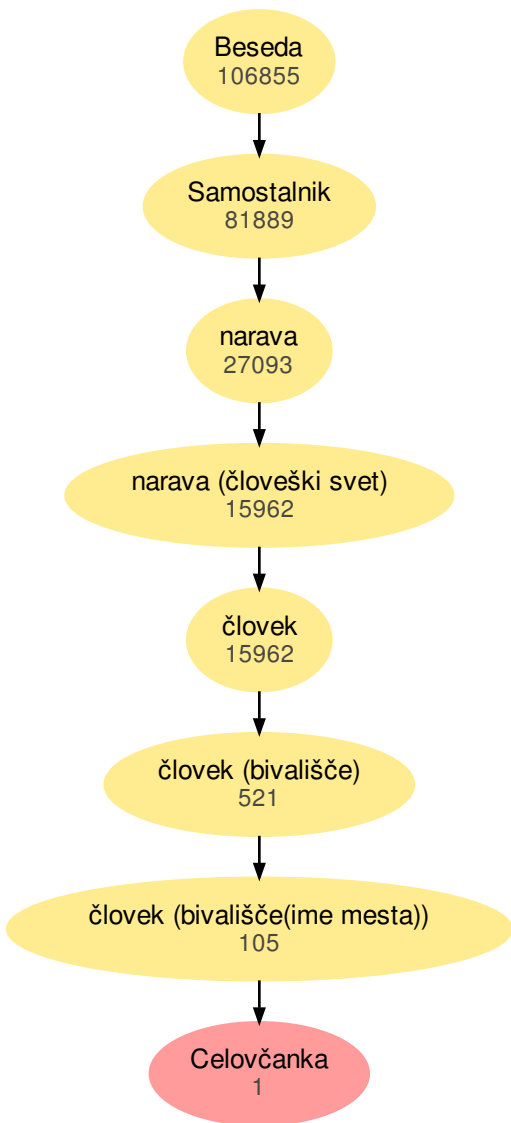 Beseda
106855
Samostalnik
81889
narava
27093
narava (človeški svet)
15962
človek
15962
človek (bivališče)
521
človek (bivališče(ime mesta))
105
Celovčanka
1